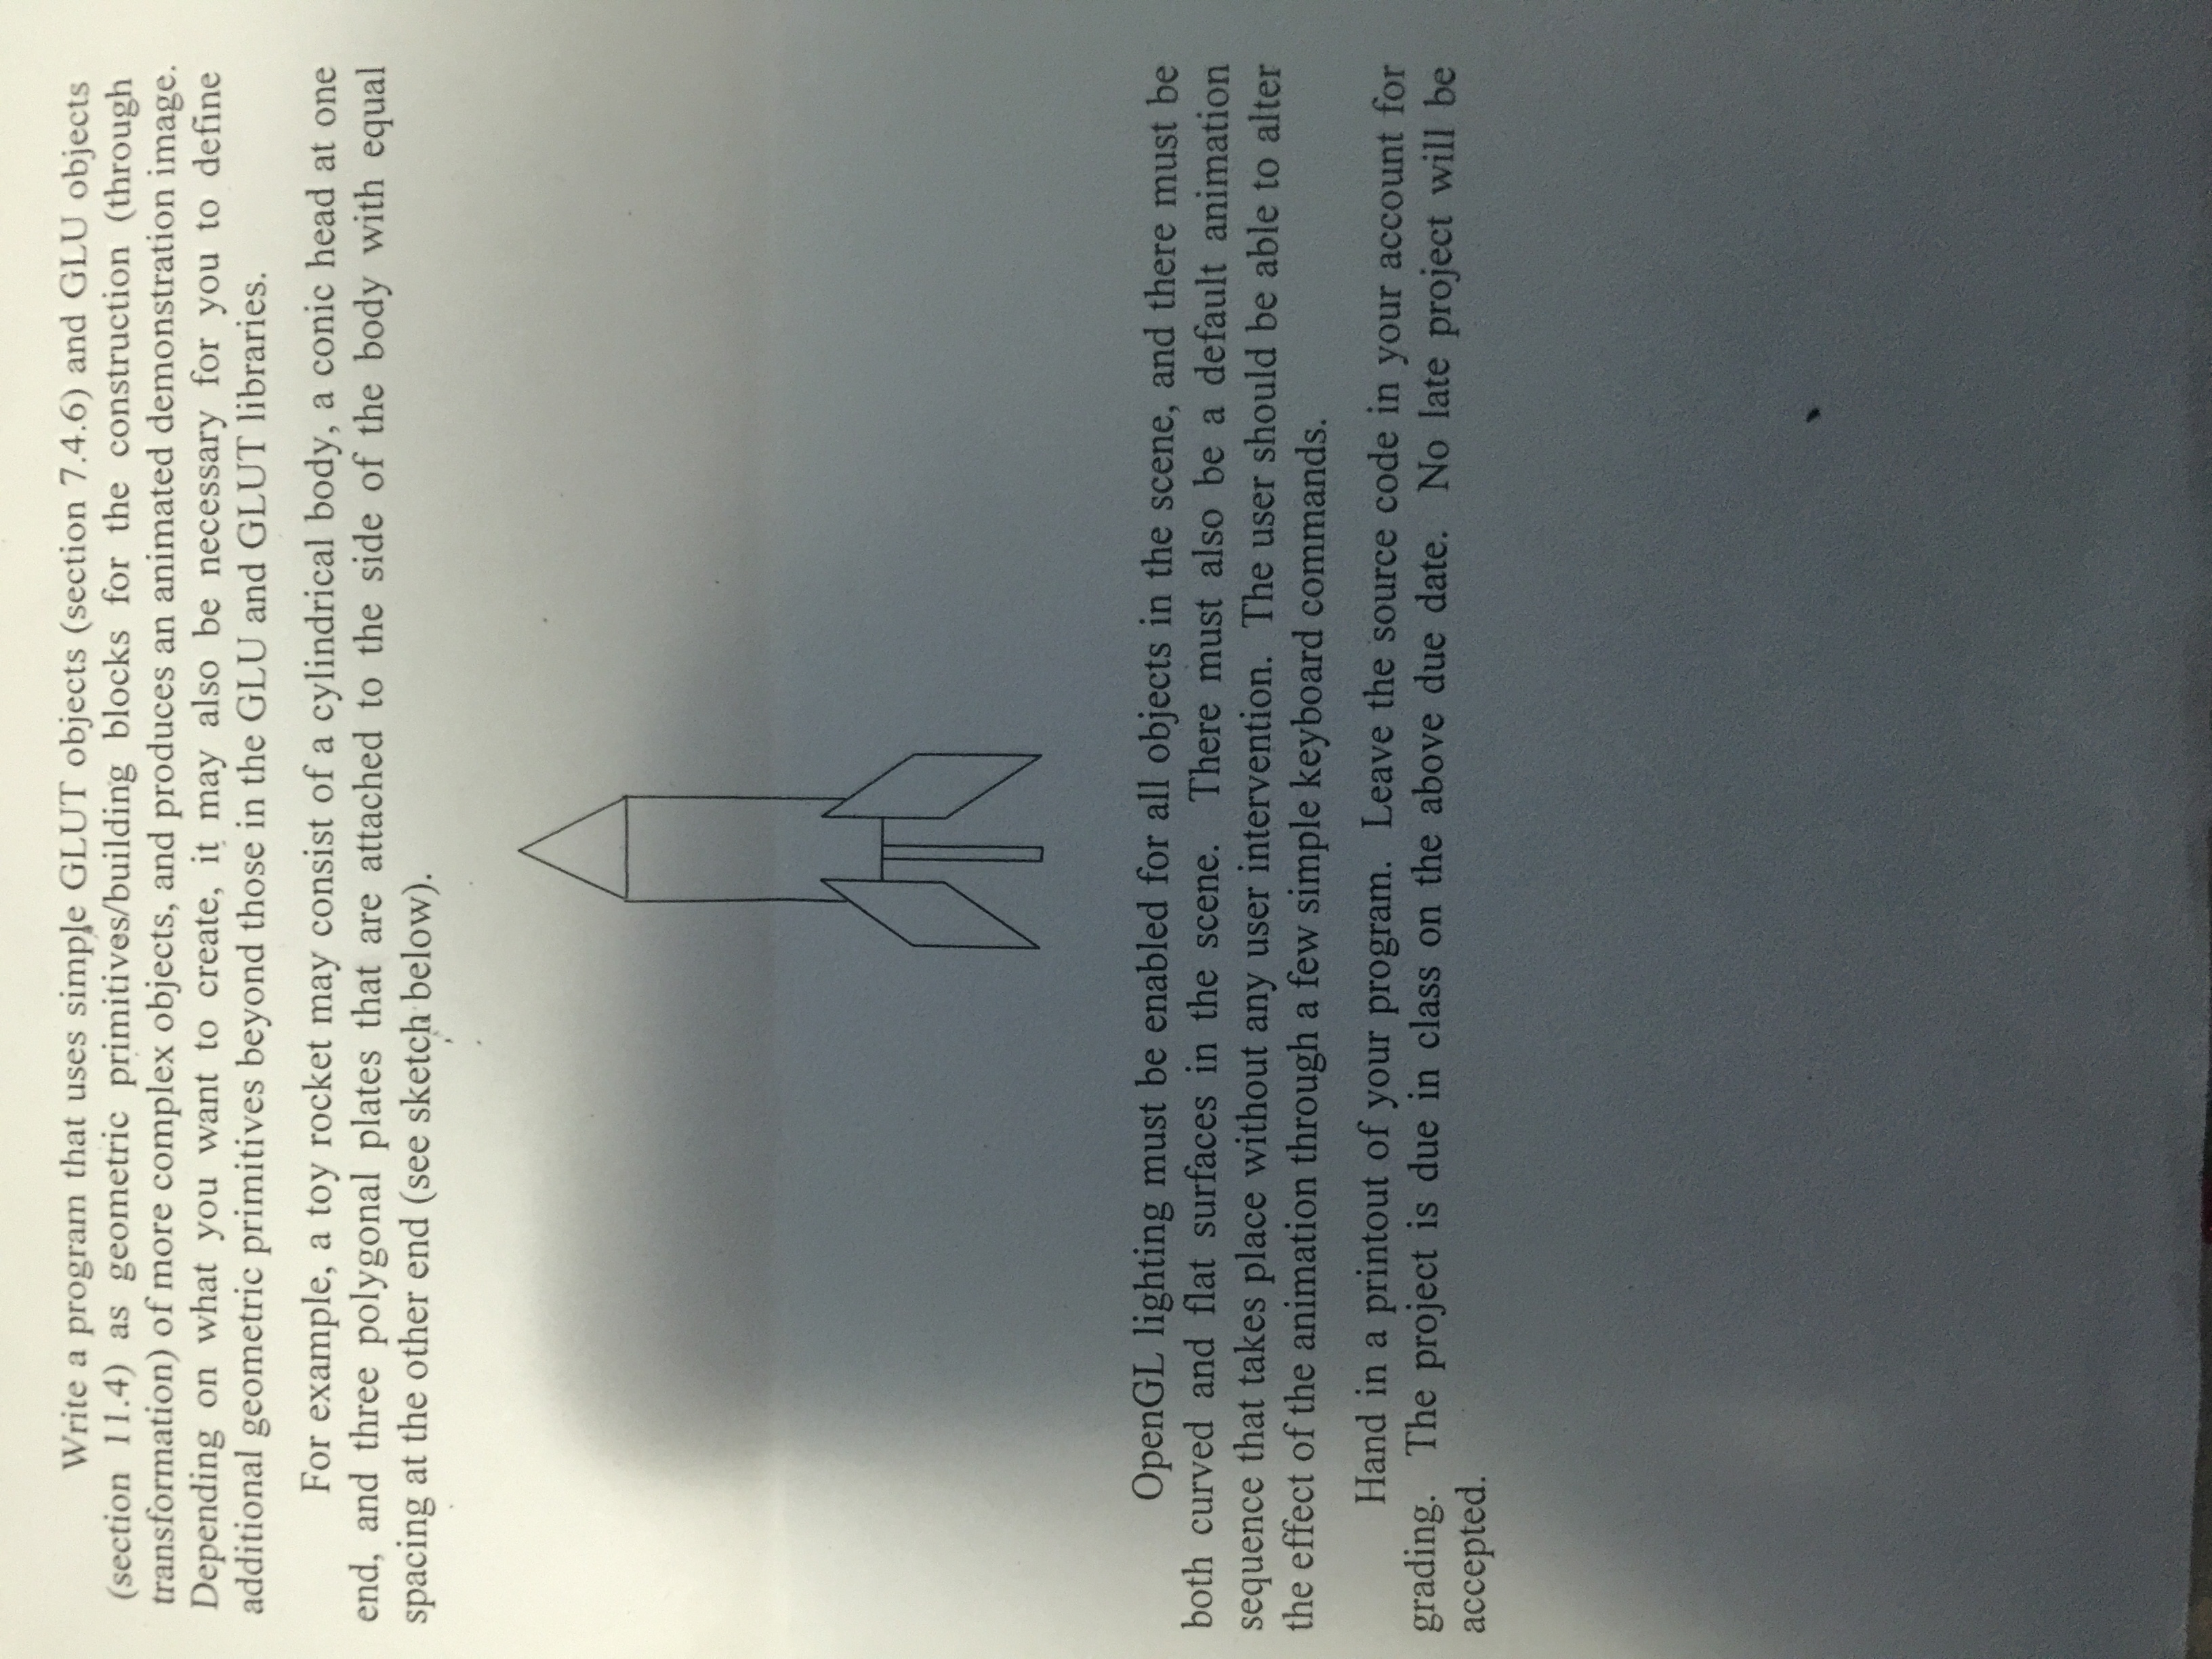 Write a program that uses simple GLUT objects (section 7.4.6) and GLU objects
(section 11.4) as geometric primitives/building blocks for the construction (through
transformation) of more complex objects, and produces an animated demonstration image.
Depending on what you want to create, it may also be necessary for you to define
additional geometric primitives beyond those in the GLU and GLUT libraries.
For example, a toy rocket may consist of a cylindrical body, a conic head at one
end, and three polygonal plates that are attached to the side of the body with equal
spacing at the other end (see sketch below).
OpenGL lighting must be enabled for all objects in the scene, and there must be
both curved and flat surfaces in the scene. There must also be a default animation
sequence that takes place without any user intervention. The user should be able to alter
the effect of the animation through a few simple keyboard commands.
Hand in a printout of your program. Leave the source code in your account for
grading. The project is due in class on the above due date. No late project will be
accepted.